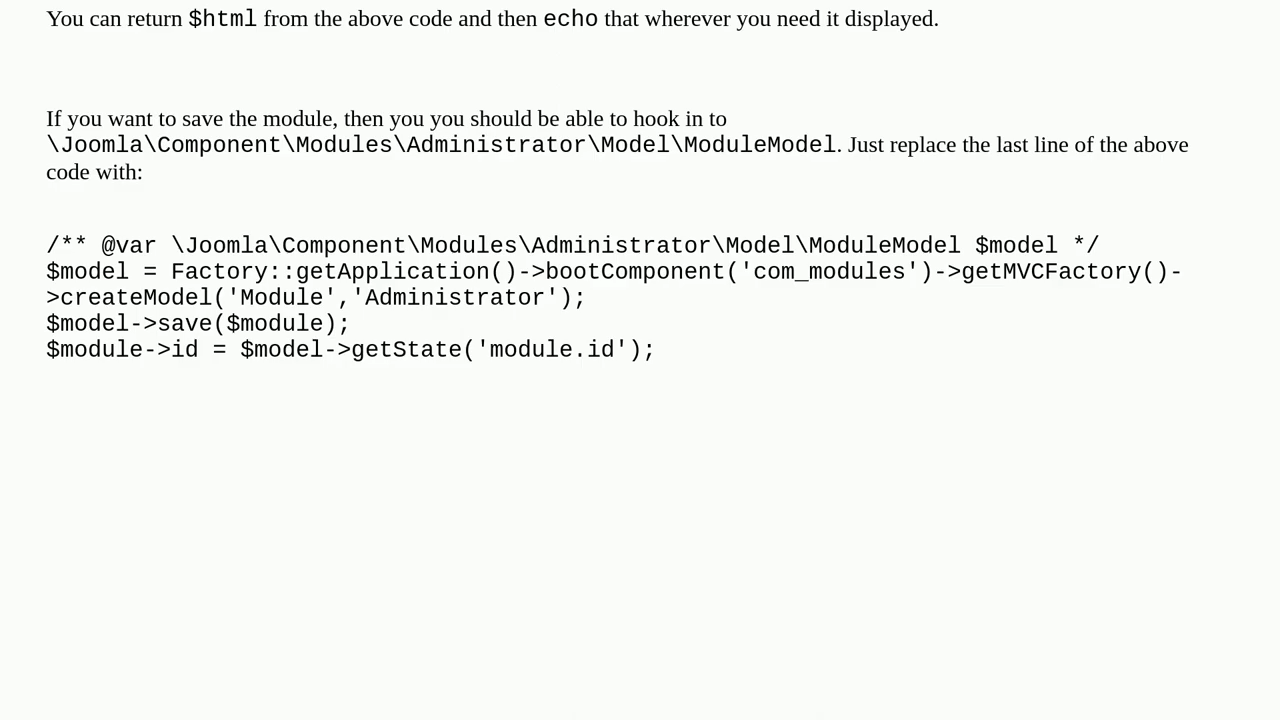 You can return $html from the above code and then echo that wherever you need it displayed.
If you want to save the module, then you you should be able to hook in to
\Joomla\Component\Modules\Administrator\Model\ModuleModel. Just replace the last line of the above
code with:
/** @var \Joomla\Component\Modules\Administrator\Model\ModuleModel $model */
$model = Factory::getApplication()->bootComponent('com_modules')->getMVCFactory()-
>createModel('Module','Administrator');
$model->save($module);
$module->id = $model->getState('module.id');